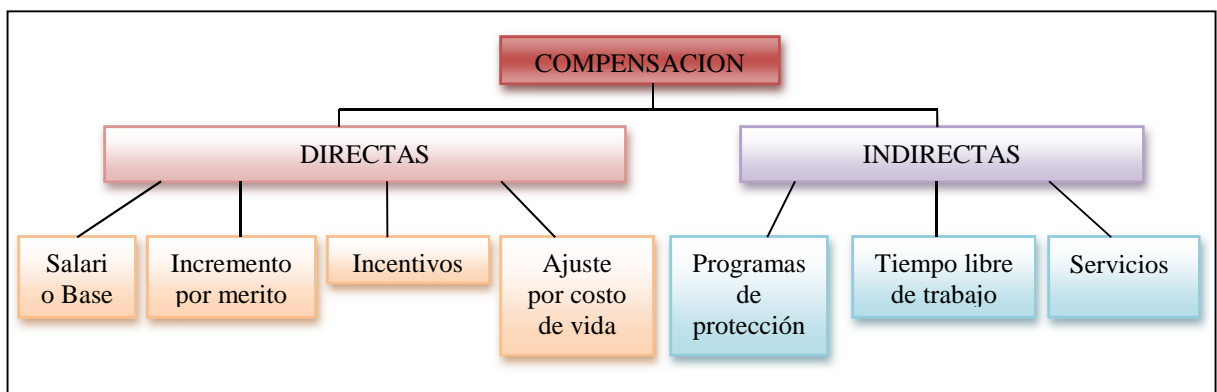 COMPENSACION
DIRECTAS
INDIRECTAS
Salari
o Base
Incremento
por merito
Incentivos
Ajuste
por costo
de vida
Programas
de
protección
Tiempo libre
de trabajo
Servicios